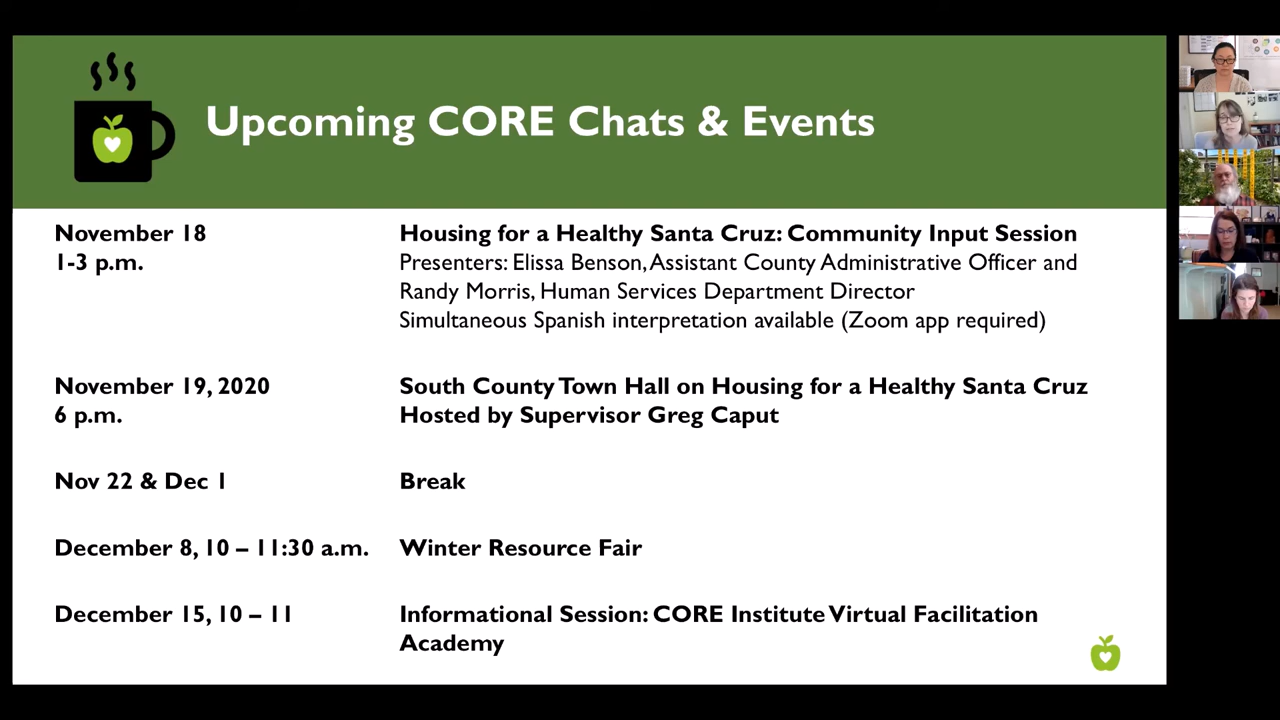 Upcoming CORE Chats & Events
November 18
1-3 p.m.
Housing for a Healthy Santa Cruz: Community Input Session
Presenters: Elissa Benson, Assistant County Administrative Officer and
Randy Morris, Human Services Department Director
Simultaneous Spanish interpretation available (Zoom app required)
November 19, 2020
6 p.m.
South County Town Hall on Housing for a Healthy Santa Cruz
Hosted by Supervisor Greg Caput
Nov 22 & Dec 1
Break
December 8, 10 – 11:30 a.m.
Winter Resource Fair
December 15, 10 – 11
Informational Session: CORE Institute Virtual Facilitation
Academy